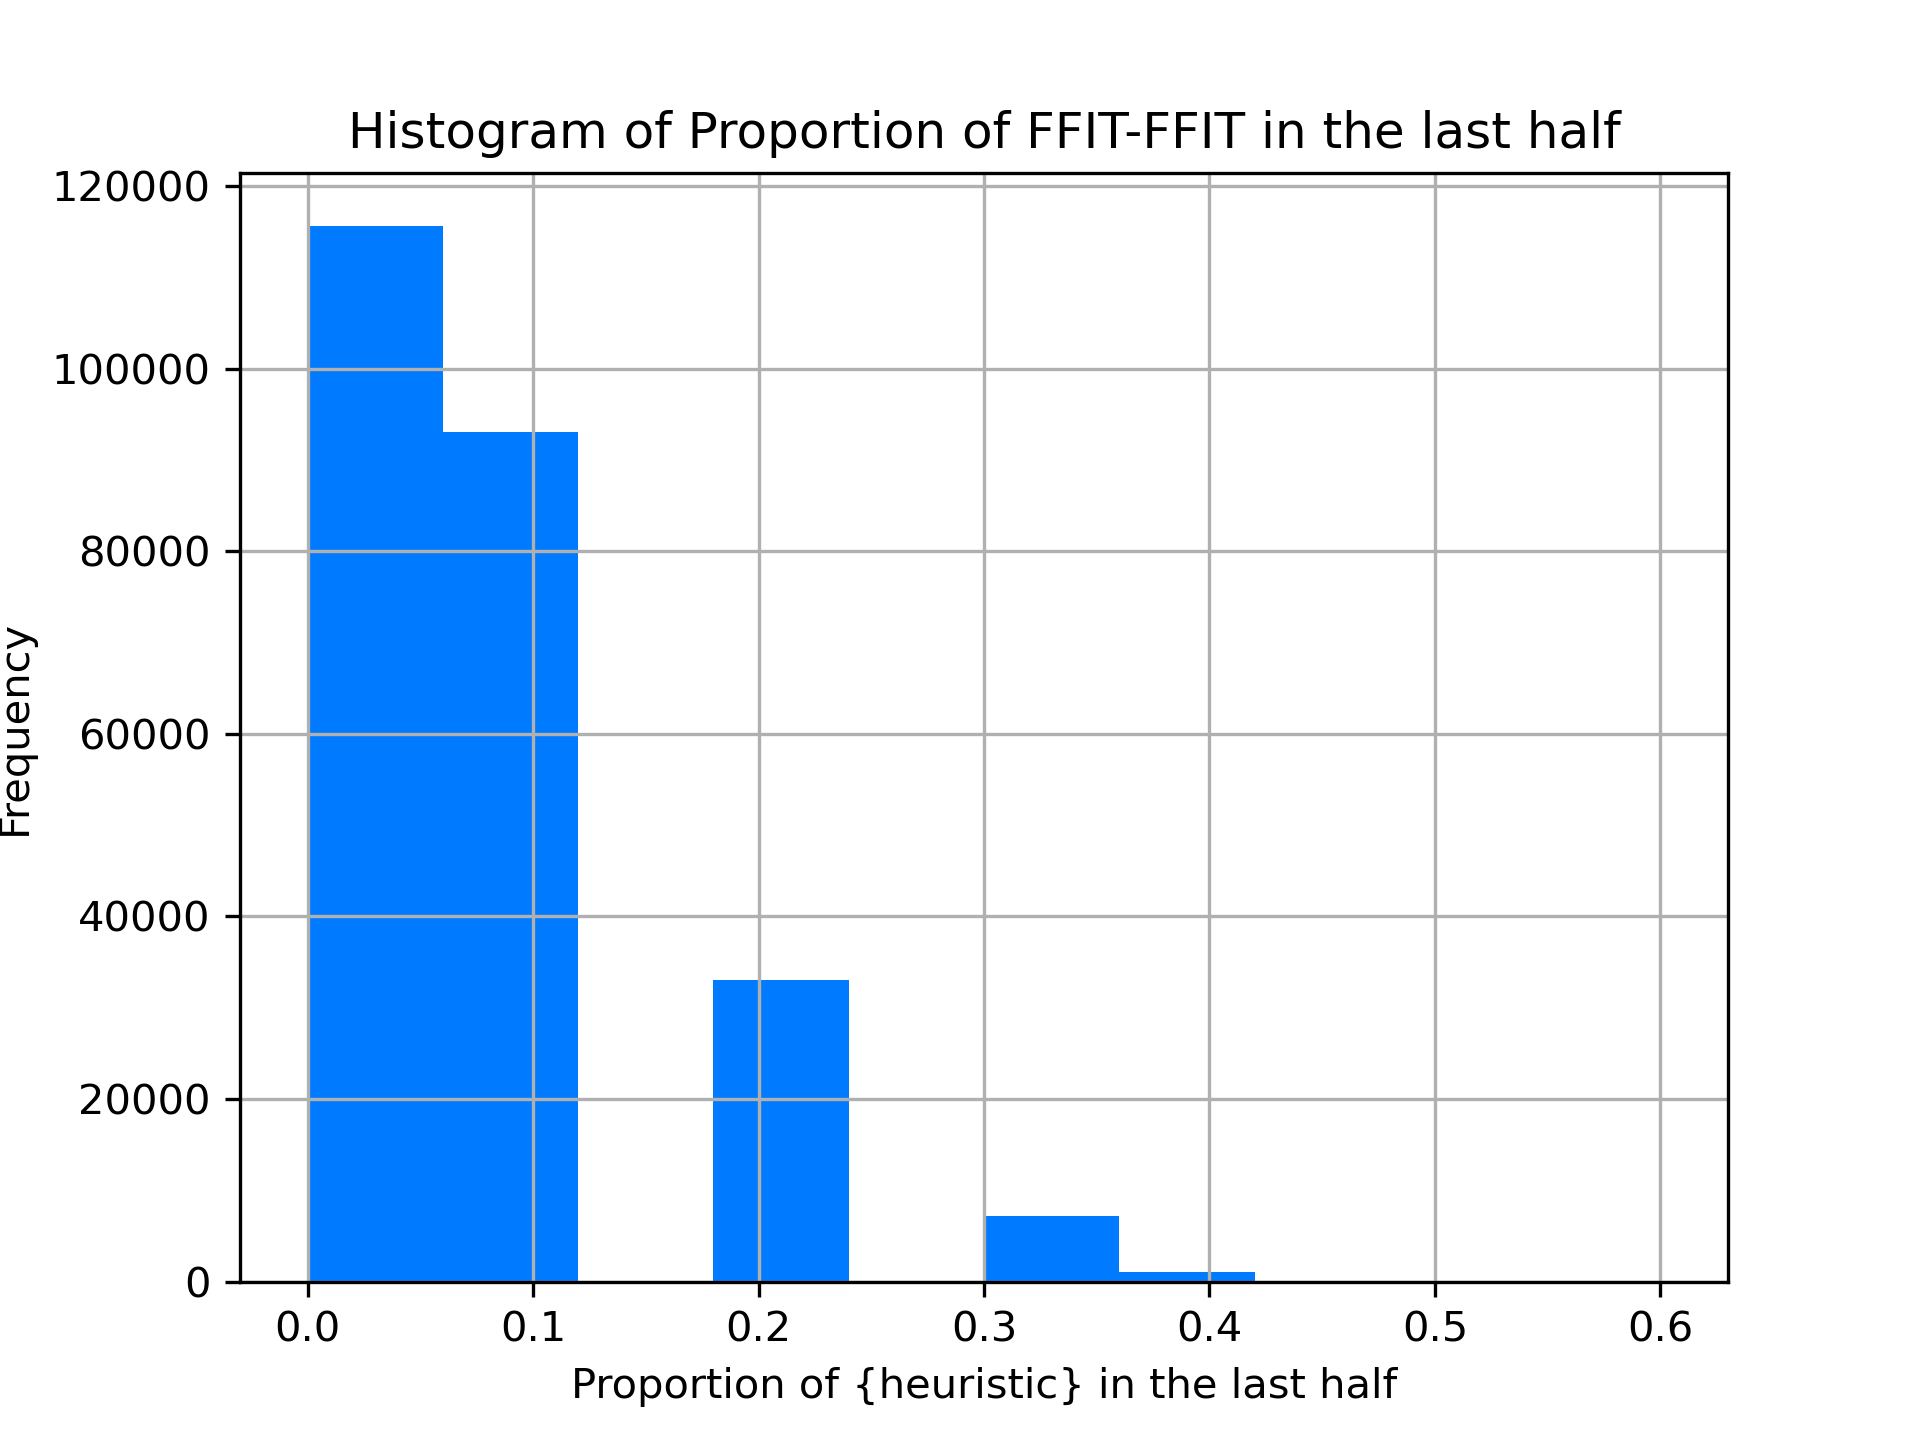 Histogram of Proportion of FFIT-FFIT in the last half
120000
100000
80000
60000
40000
20000
0
Frequency
0.0 0.1 0.2 0.3 0.4 0.5 0.6
Proportion of {heuristic} in the last half